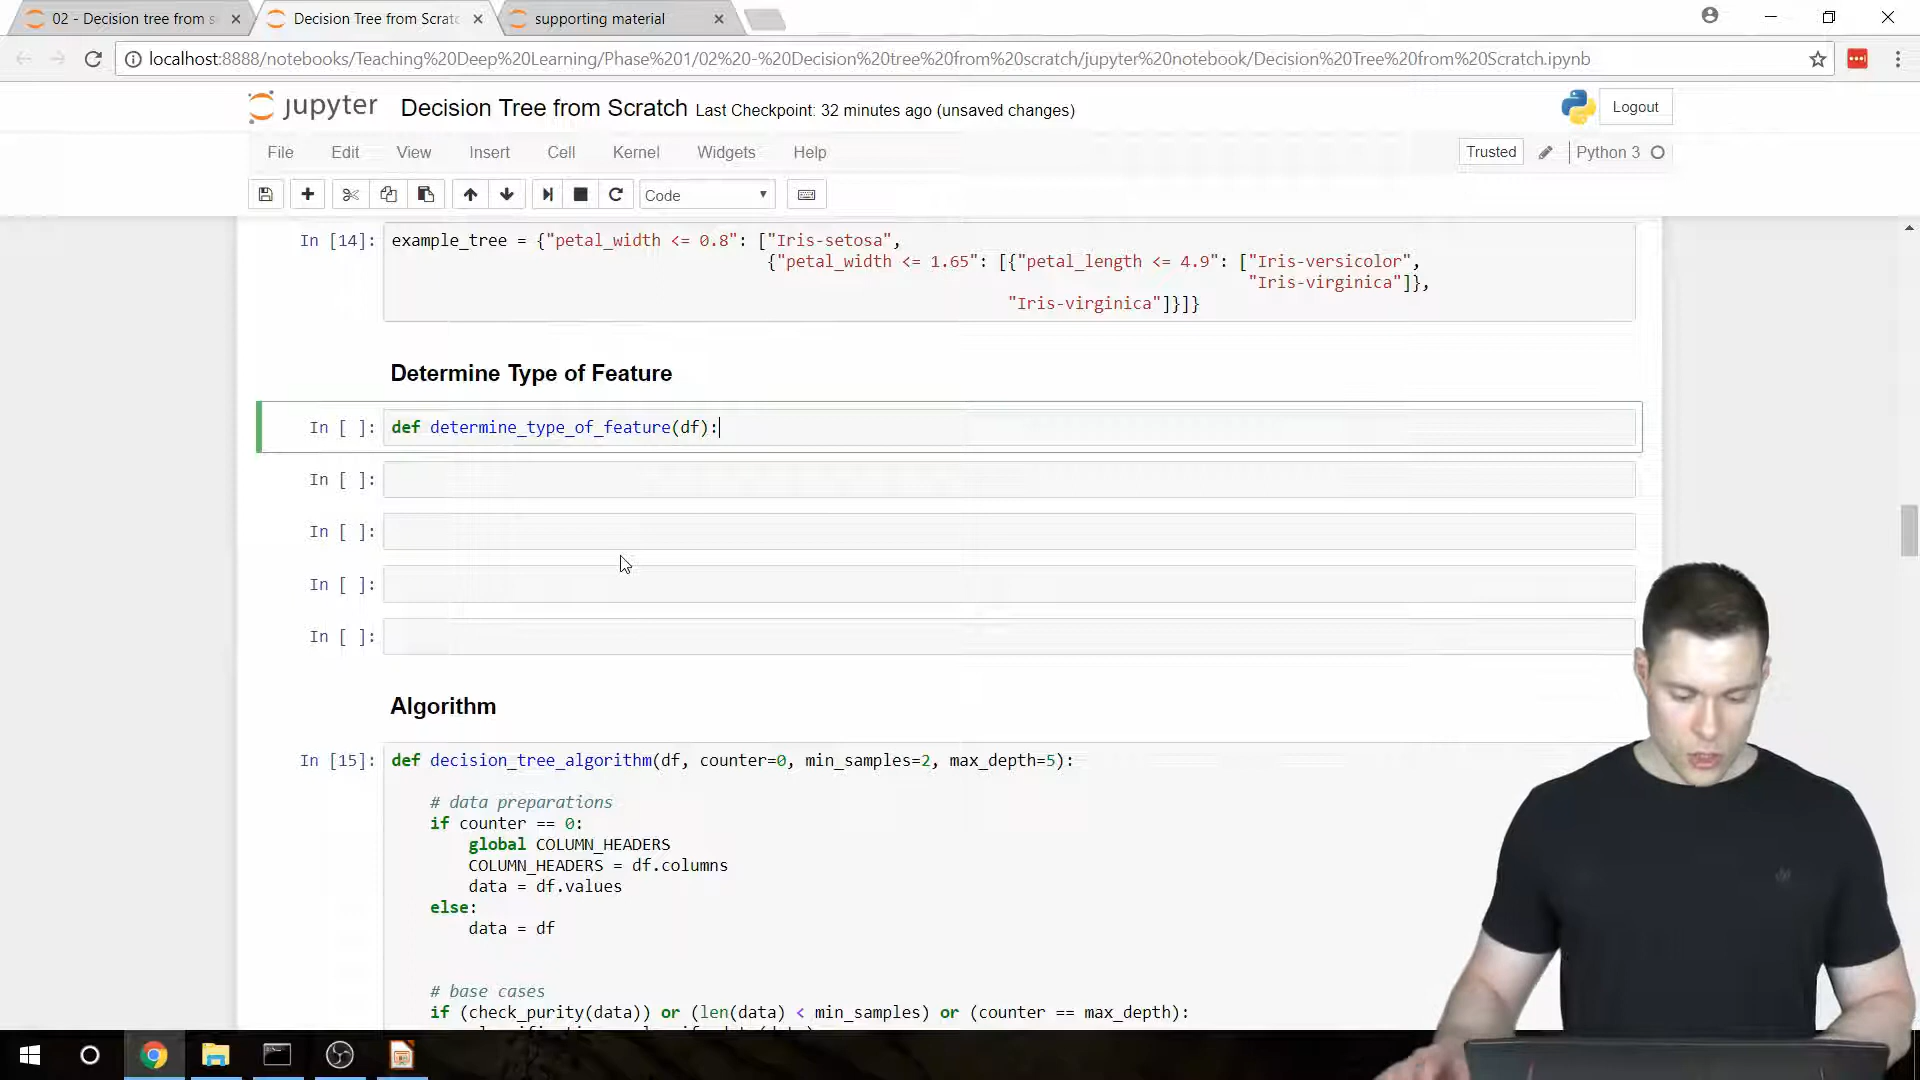 02 - Decision tree from s
Decision Tree from Scratc
supporting material
localhost:8888/notebooks/Teaching%20Deep%20Learning/Phase%201/02%20-%20Decision%20tree%20from%20scratch/jupyter%20notebook/Decision%20Tree%20from%20Scratch.ipynb
jupyter Decision Tree from Scratch Last Checkpoint: 32 minutes ago (unsaved changes)
Logout
File Edit View Insert Cell Kernel Widgets Help
Trusted Python 3
Code
In [14]: example_tree = {"petal_width <= 0.8": ["Iris-setosa",
{"petal_width <= 1.65": [{"petal_length <= 4.9": ["Iris-versicolor",
"Iris-virginica"]},
"Iris-virginica"]}]}
Determine Type of Feature
In [ ]: def determine_type_of_feature(df):
In [ ]:
In [ ]:
In [ ]:
In [ ]:
Algorithm
In [15]: def decision_tree_algorithm(df, counter=0, min_samples=2, max_depth=5):
# data preparations
if counter == 0:
global COLUMN_HEADERS
COLUMN_HEADERS = df.columns
data = df.values
else:
data = df
# base cases
if (check_purity(data)) or (len(data) < min_samples) or (counter == max_depth):